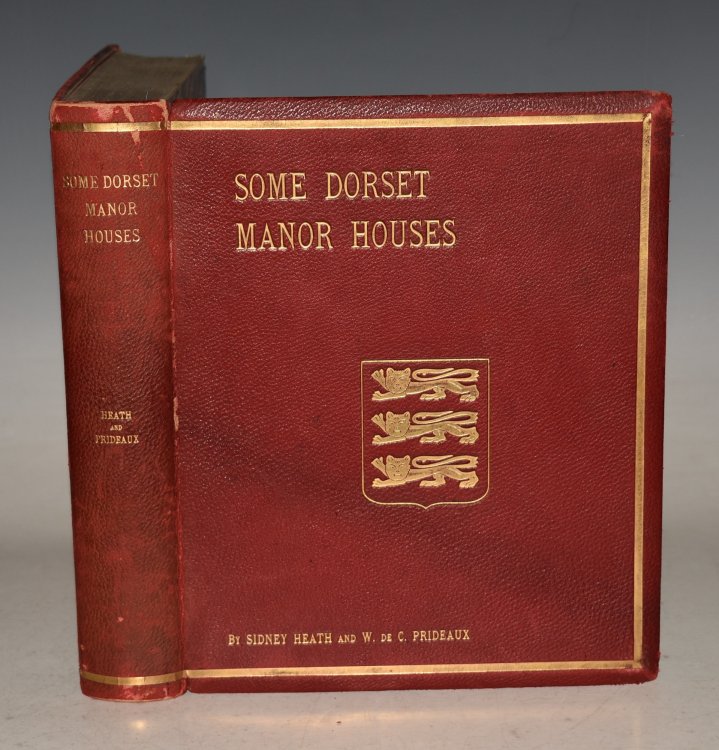 SOME DORSET
MANOR
HOUSES
HEATH
AND
PRIDEAUX
SOME DORSET
MANOR HOUSES
BY SIDNEY HEATH AND W. DE C. PRIDEAUX